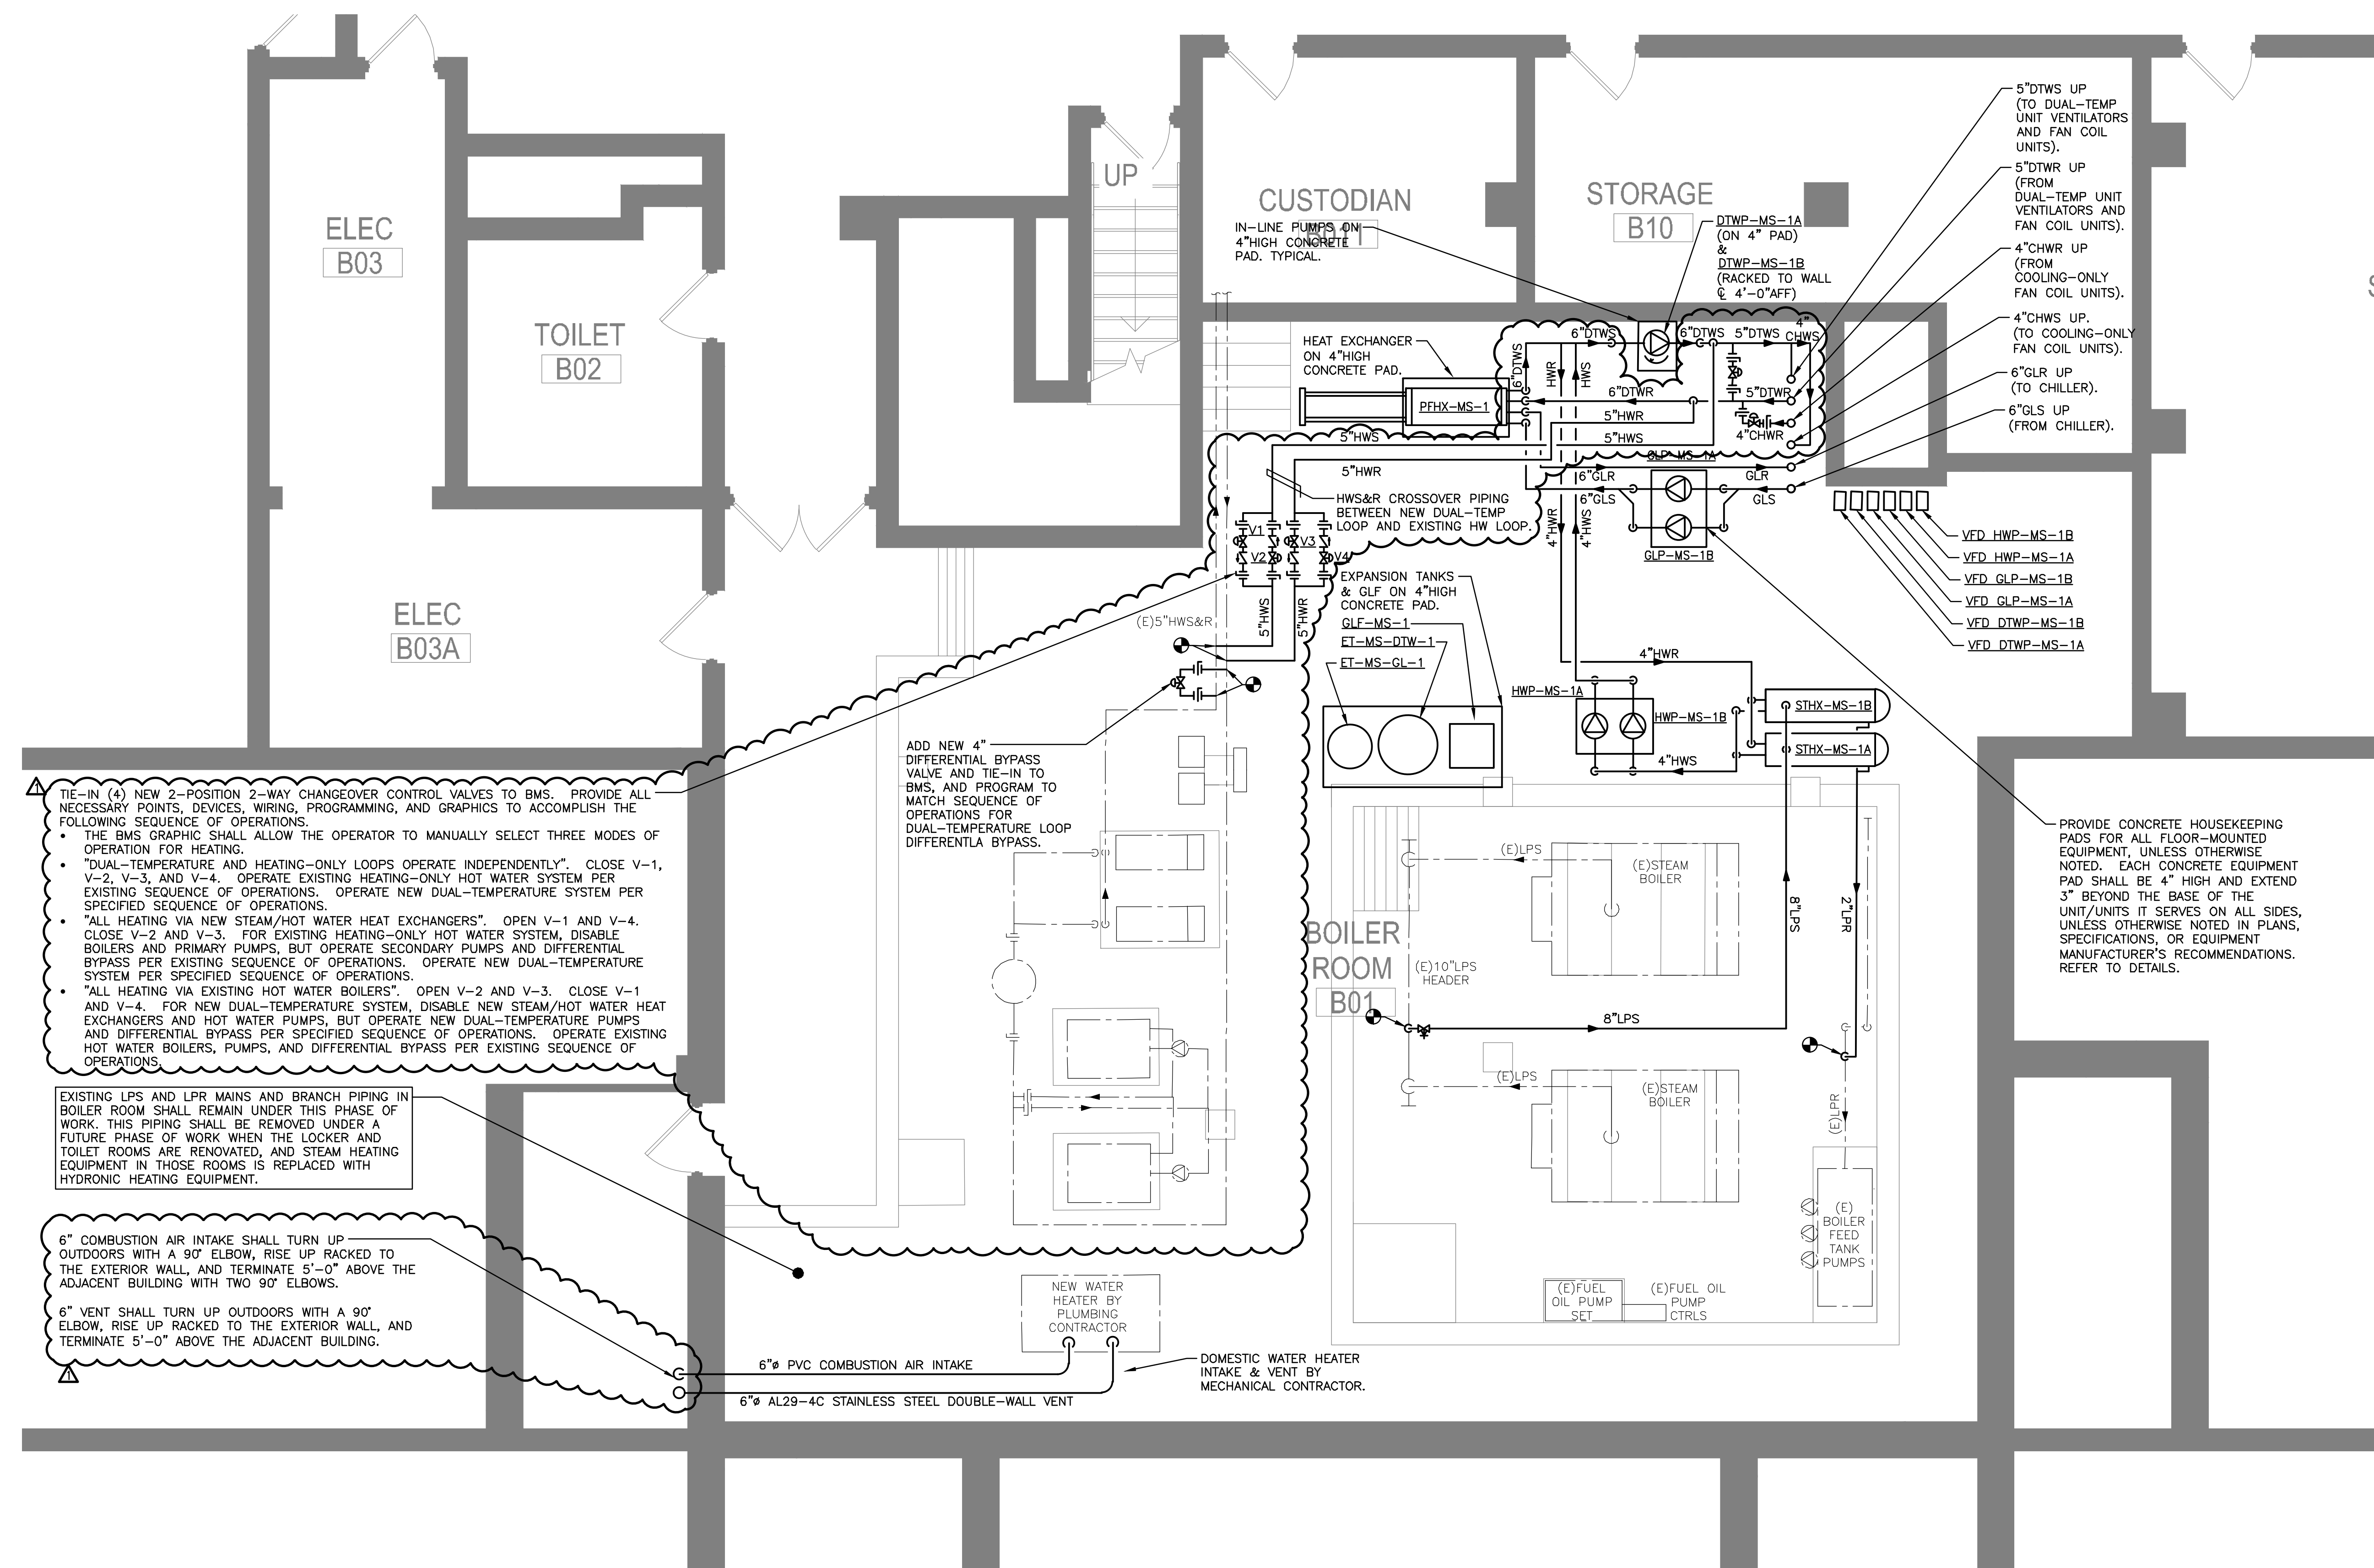 ELEC
B03
TOILET
B02
ELEC
B03A
UP
CUSTODIAN
B011
IN-LINE PUMPS ON
4"HIGH CONCRETE
PAD. TYPICAL.
STORAGE
B10
DTWP-MS-1A
(ON 4" PAD)
&
DTWP-MS-1B
(RACKED TO WALL
℄ 4'-0"AFF)
5"DTWS UP
(TO DUAL-TEMP
UNIT VENTILATORS
AND FAN COIL
UNITS).
5"DTWR UP
(FROM
DUAL-TEMP UNIT
VENTILATORS AND
FAN COIL UNITS).
4"CHWR UP
(FROM
COOLING-ONLY
FAN COIL UNITS).
4"CHWS UP.
(TO COOLING-ONLY
FAN COIL UNITS).
6"GLR UP
(TO CHILLER).
6"GLS UP
(FROM CHILLER).
S
HEAT EXCHANGER
ON 4"HIGH
CONCRETE PAD.
PFHX-MS-1
6"DTWS
6"DTWS
HWR
HWS
6"DTWS
5"DTWS
4"
CHWS
6"DTWR
5"DTWR
5"HWR
4"CHWR
5"HWS
5"HWS
5"HWR
GLP-MS-1A
6"GLR
GLR
6"GLS
GLS
GLP-MS-1B
HWS&R CROSSOVER PIPING
BETWEEN NEW DUAL-TEMP
LOOP AND EXISTING HW LOOP.
V1
V2
V3
V4
4"HWR
4"HWS
5"HWS
5"HWR
(E)5"HWS&R
VFD HWP-MS-1B
VFD HWP-MS-1A
VFD GLP-MS-1B
VFD GLP-MS-1A
VFD DTWP-MS-1B
VFD DTWP-MS-1A
EXPANSION TANKS
& GLF ON 4"HIGH
CONCRETE PAD.
GLF-MS-1
ET-MS-DTW-1
ET-MS-GL-1
4"HWR
HWP-MS-1A
HWP-MS-1B
STHX-MS-1B
STHX-MS-1A
4"HWS
ADD NEW 4"
DIFFERENTIAL BYPASS
VALVE AND TIE-IN TO
BMS, AND PROGRAM TO
MATCH SEQUENCE OF
OPERATIONS FOR
DUAL-TEMPERATURE LOOP
DIFFERENTLA BYPASS.
1
TIE-IN (4) NEW 2-POSITION 2-WAY CHANGEOVER CONTROL VALVES TO BMS. PROVIDE ALL
NECESSARY POINTS, DEVICES, WIRING, PROGRAMMING, AND GRAPHICS TO ACCOMPLISH THE
FOLLOWING SEQUENCE OF OPERATIONS.
• THE BMS GRAPHIC SHALL ALLOW THE OPERATOR TO MANUALLY SELECT THREE MODES OF
OPERATION FOR HEATING.
• "DUAL-TEMPERATURE AND HEATING-ONLY LOOPS OPERATE INDEPENDENTLY". CLOSE V-1,
V-2, V-3, AND V-4. OPERATE EXISTING HEATING-ONLY HOT WATER SYSTEM PER
EXISTING SEQUENCE OF OPERATIONS. OPERATE NEW DUAL-TEMPERATURE SYSTEM PER
SPECIFIED SEQUENCE OF OPERATIONS.
• "ALL HEATING VIA NEW STEAM/HOT WATER HEAT EXCHANGERS". OPEN V-1 AND V-4.
CLOSE V-2 AND V-3. FOR EXISTING HEATING-ONLY HOT WATER SYSTEM, DISABLE
BOILERS AND PRIMARY PUMPS, BUT OPERATE SECONDARY PUMPS AND DIFFERENTIAL
BYPASS PER EXISTING SEQUENCE OF OPERATIONS. OPERATE NEW DUAL-TEMPERATURE
SYSTEM PER SPECIFIED SEQUENCE OF OPERATIONS.
• "ALL HEATING VIA EXISTING HOT WATER BOILERS". OPEN V-2 AND V-3. CLOSE V-1
AND V-4. FOR NEW DUAL-TEMPERATURE SYSTEM, DISABLE NEW STEAM/HOT WATER HEAT
EXCHANGERS AND HOT WATER PUMPS, BUT OPERATE NEW DUAL-TEMPERATURE PUMPS
AND DIFFERENTIAL BYPASS PER SPECIFIED SEQUENCE OF OPERATIONS. OPERATE EXISTING
HOT WATER BOILERS, PUMPS, AND DIFFERENTIAL BYPASS PER EXISTING SEQUENCE OF
OPERATIONS.
EXISTING LPS AND LPR MAINS AND BRANCH PIPING IN
BOILER ROOM SHALL REMAIN UNDER THIS PHASE OF
WORK. THIS PIPING SHALL BE REMOVED UNDER A
FUTURE PHASE OF WORK WHEN THE LOCKER AND
TOILET ROOMS ARE RENOVATED, AND STEAM HEATING
EQUIPMENT IN THOSE ROOMS IS REPLACED WITH
HYDRONIC HEATING EQUIPMENT.
6" COMBUSTION AIR INTAKE SHALL TURN UP
OUTDOORS WITH A 90° ELBOW, RISE UP RACKED TO
THE EXTERIOR WALL, AND TERMINATE 5'-0" ABOVE THE
ADJACENT BUILDING WITH TWO 90° ELBOWS.
6" VENT SHALL TURN UP OUTDOORS WITH A 90°
ELBOW, RISE UP RACKED TO THE EXTERIOR WALL, AND
TERMINATE 5'-0" ABOVE THE ADJACENT BUILDING.
1
PROVIDE CONCRETE HOUSEKEEPING
PADS FOR ALL FLOOR-MOUNTED
EQUIPMENT, UNLESS OTHERWISE
NOTED. EACH CONCRETE EQUIPMENT
PAD SHALL BE 4" HIGH AND EXTEND
3" BEYOND THE BASE OF THE
UNIT/UNITS IT SERVES ON ALL SIDES,
UNLESS OTHERWISE NOTED IN PLANS,
SPECIFICATIONS, OR EQUIPMENT
MANUFACTURER'S RECOMMENDATIONS.
REFER TO DETAILS.
(E)LPS
(E)STEAM
BOILER
8"LPS
2"LPR
BOILER
ROOM
B01
(E)10"LPS
HEADER
8"LPS
(E)LPS
(E)STEAM
BOILER
(E)LPR
(E)
BOILER
FEED
TANK
PUMPS
(E)FUEL
OIL PUMP
SET
(E)FUEL OIL
PUMP
CTRLS
NEW WATER
HEATER BY
PLUMBING
CONTRACTOR
6"ø PVC COMBUSTION AIR INTAKE
6"ø AL29-4C STAINLESS STEEL DOUBLE-WALL VENT
DOMESTIC WATER HEATER
INTAKE & VENT BY
MECHANICAL CONTRACTOR.